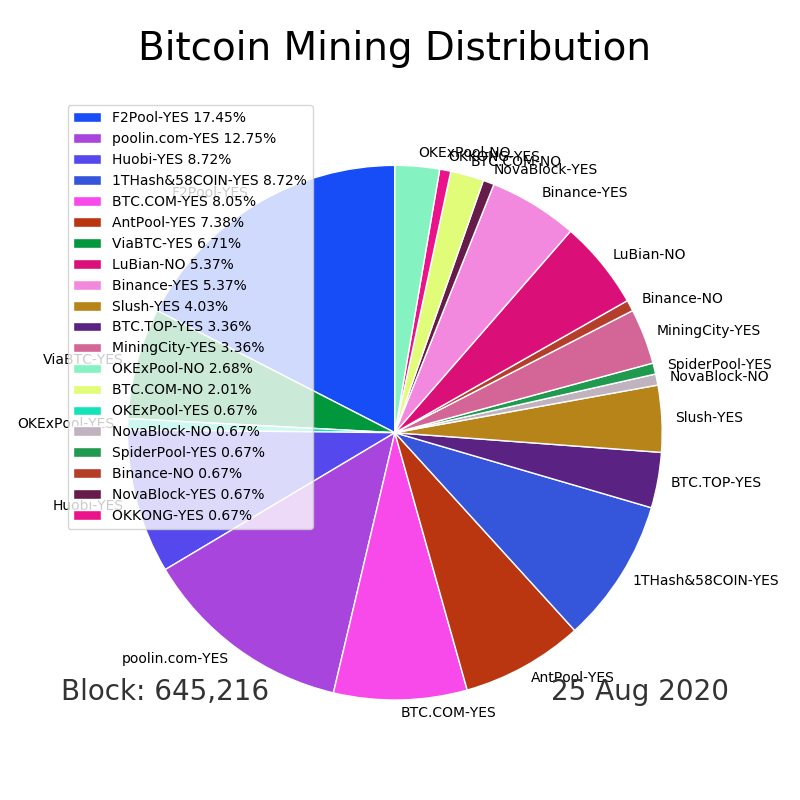 Bitcoin Mining Distribution
F2Pool-YES 17.45%
poolin.com-YES 12.75%
Huobi-YES 8.72%
1THash&58COIN-YES 8.72%
BTC.COM-YES 8.05%
AntPool-YES 7.38%
ViaBTC-YES 6.71%
LuBian-NO 5.37%
Binance-YES 5.37%
Slush-YES 4.03%
BTC.TOP-YES 3.36%
MiningCity-YES 3.36%
OKExPool-NO 2.68%
BTC.COM-NO 2.01%
OKExPool-YES 0.67%
NovaBlock-NO 0.67%
SpiderPool-YES 0.67%
Binance-NO 0.67%
NovaBlock-YES 0.67%
OKKONG-YES 0.67%
OKExPool-NO
OKKONG-YES
BTC.COM-NO
NovaBlock-YES
Binance-YES
LuBian-NO
Binance-NO
MiningCity-YES
SpiderPool-YES
NovaBlock-NO
Slush-YES
BTC.TOP-YES
1THash&58COIN-YES
AntPool-YES
BTC.COM-YES
poolin.com-YES
Huobi-YES
OKExPool-YES
ViaBTC-YES
F2Pool-YES
Block: 645,216
25 Aug 2020